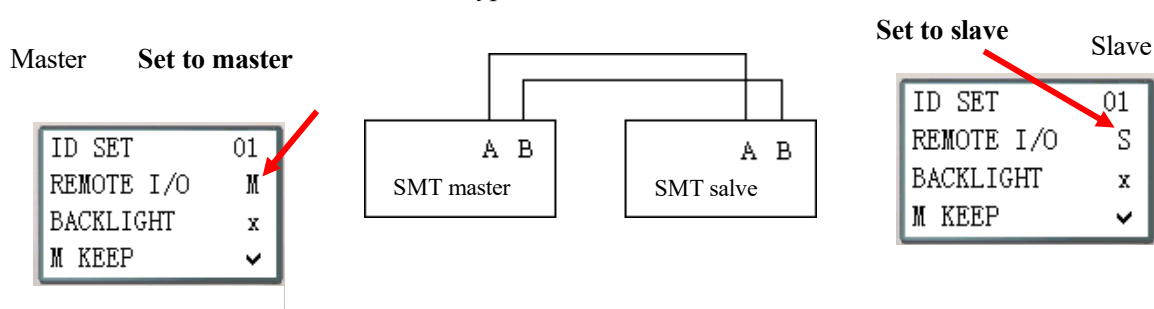 Master
Set to master
ID SET 01
REMOTE I/O M
BACKLIGHT x
M KEEP ✓
A B
SMT master
A B
SMT salve
Set to slave
Slave
ID SET 01
REMOTE I/O S
BACKLIGHT x
M KEEP ✓